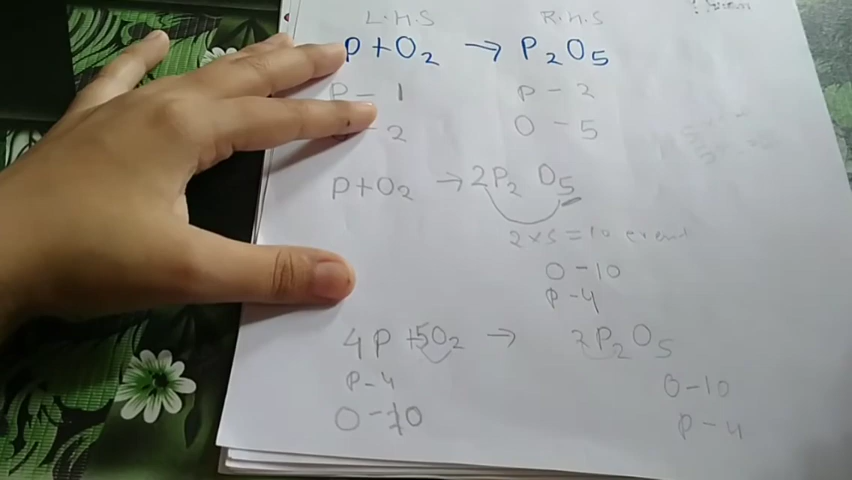 L.H.S R.H.S
P + O2 → P2O5
P - 1 P - 2
- 2 O - 5
P + O2 → 2P2 O5
2 × 5 = 10
O - 10
P - 4
4P + 5O2 → 2P2O5
P - 4 O - 10
O - 10 P - 4